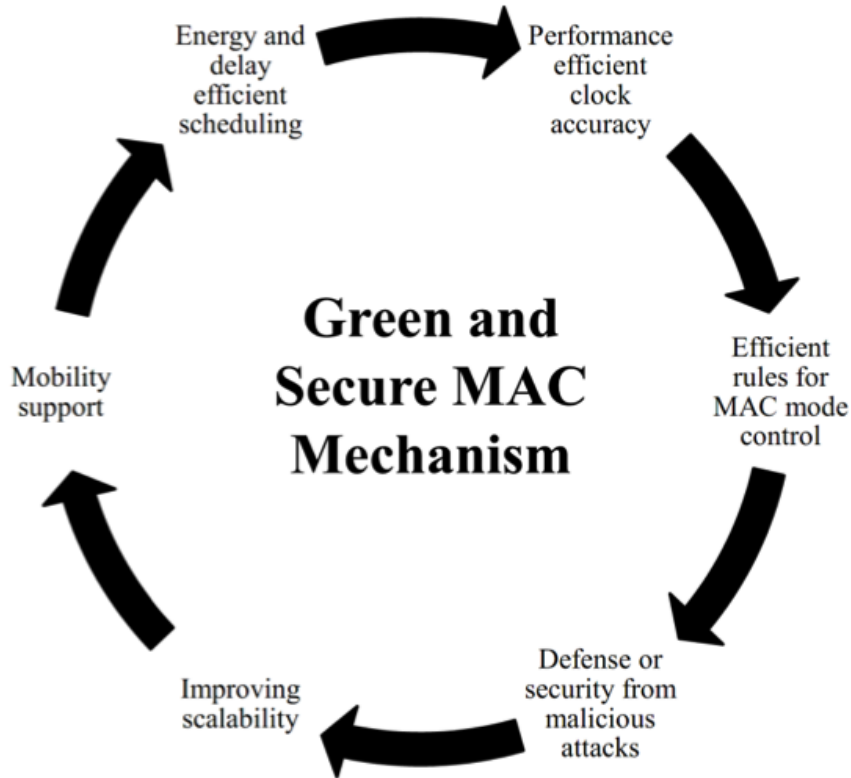 Energy and
delay
efficient
scheduling
Performance
efficient
clock
accuracy
Efficient
rules for
MAC mode
control
Defense or
security from
malicious
attacks
Improving
scalability
Mobility
support
Green and
Secure MAC
Mechanism